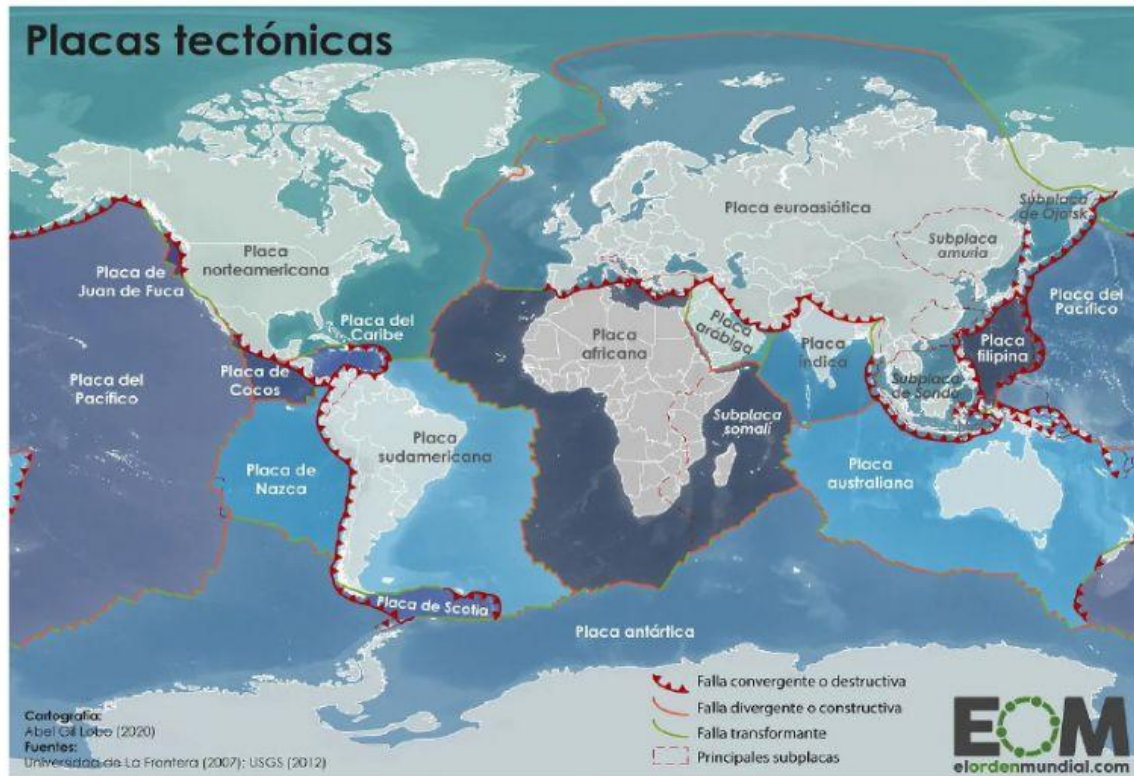 Placas tectónicas
Placa
norteamericana
Placa de
Juan de Fuca
Placa del
Caribe
Placa de
Cocos
Placa del
Pacífico
Placa de
Nazca
Placa
sudamericana
Placa de Scotia
Placa antártica
Placa
africana
Subplaca
somalí
Placa
arábiga
Placa euroasiática
Subplaca
amuria
Subplaca
de Ojotsk
Placa
índica
Placa
filipina
Subplaca
de Sonda
Placa del
Pacífico
Placa
australiana
Falla convergente o destructiva
Falla divergente o constructiva
Falla transformante
Principales subplacas
Cartografía:
Abel Gil Lobo (2020)
Fuentes:
Universidad de La Frontera (2007); USGS (2012)
EOM
elordenmundial.com